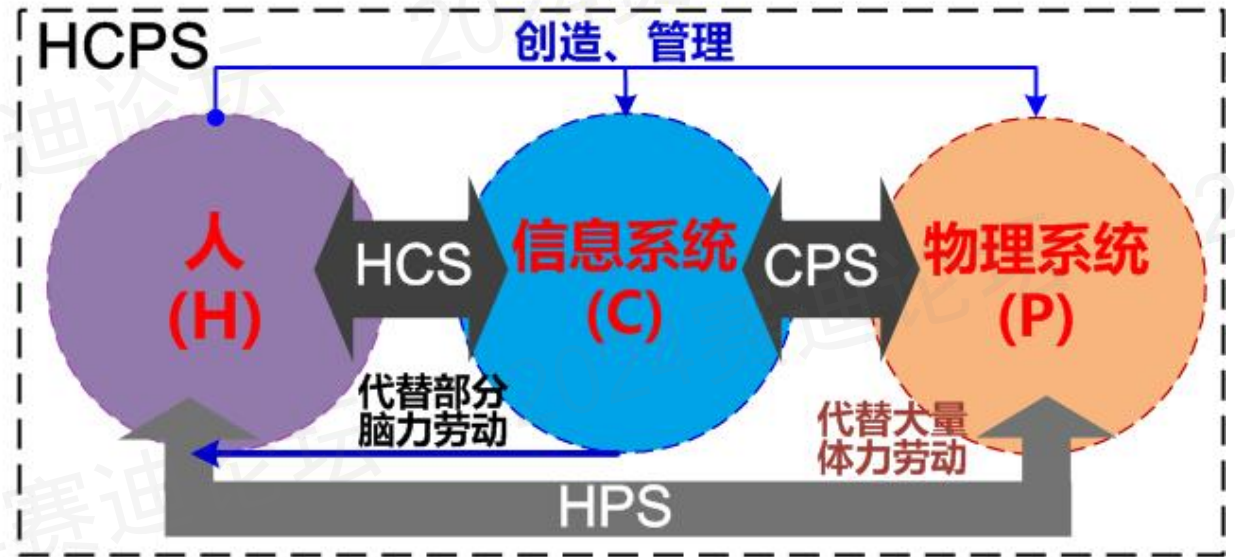 HCPS
创造、管理
人
(H)
HCS
信息系统
(C)
CPS
物理系统
(P)
代替部分
脑力劳动
代替大量
体力劳动
HPS